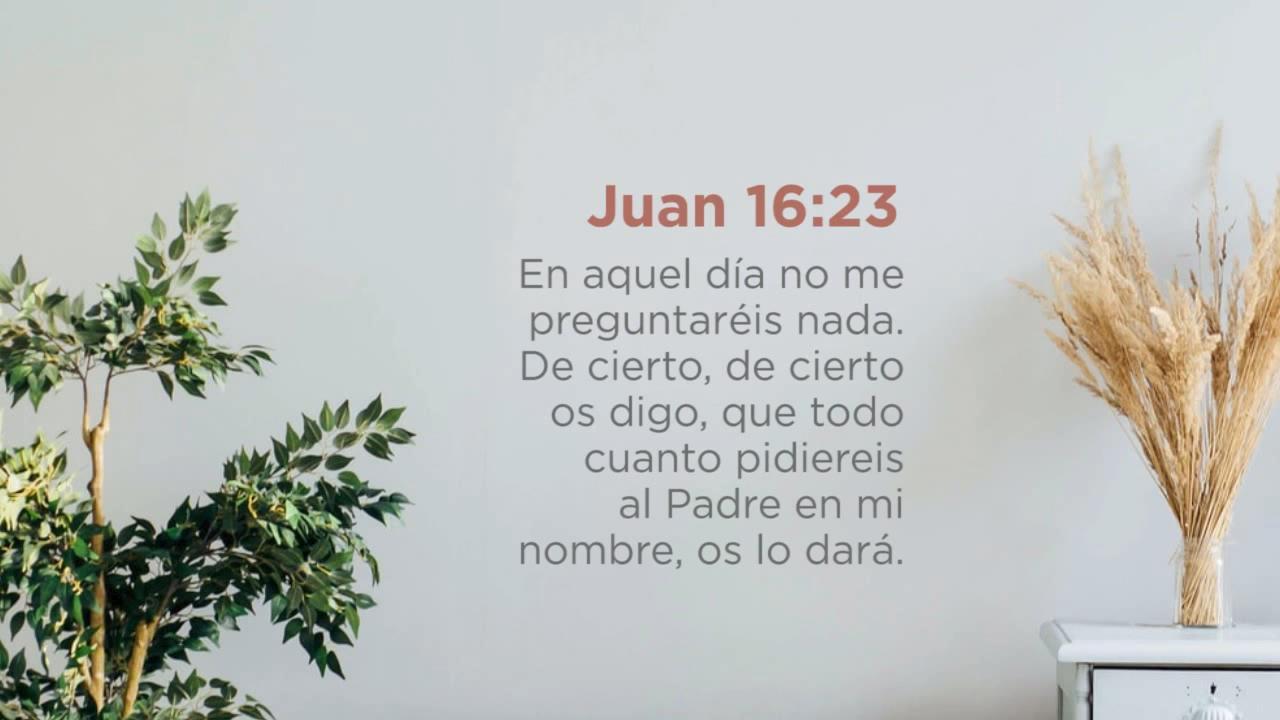 Juan 16:23
En aquel día no me
preguntaréis nada.
De cierto, de cierto
os digo, que todo
cuanto pidiereis
al Padre en mi
nombre, os lo dará.